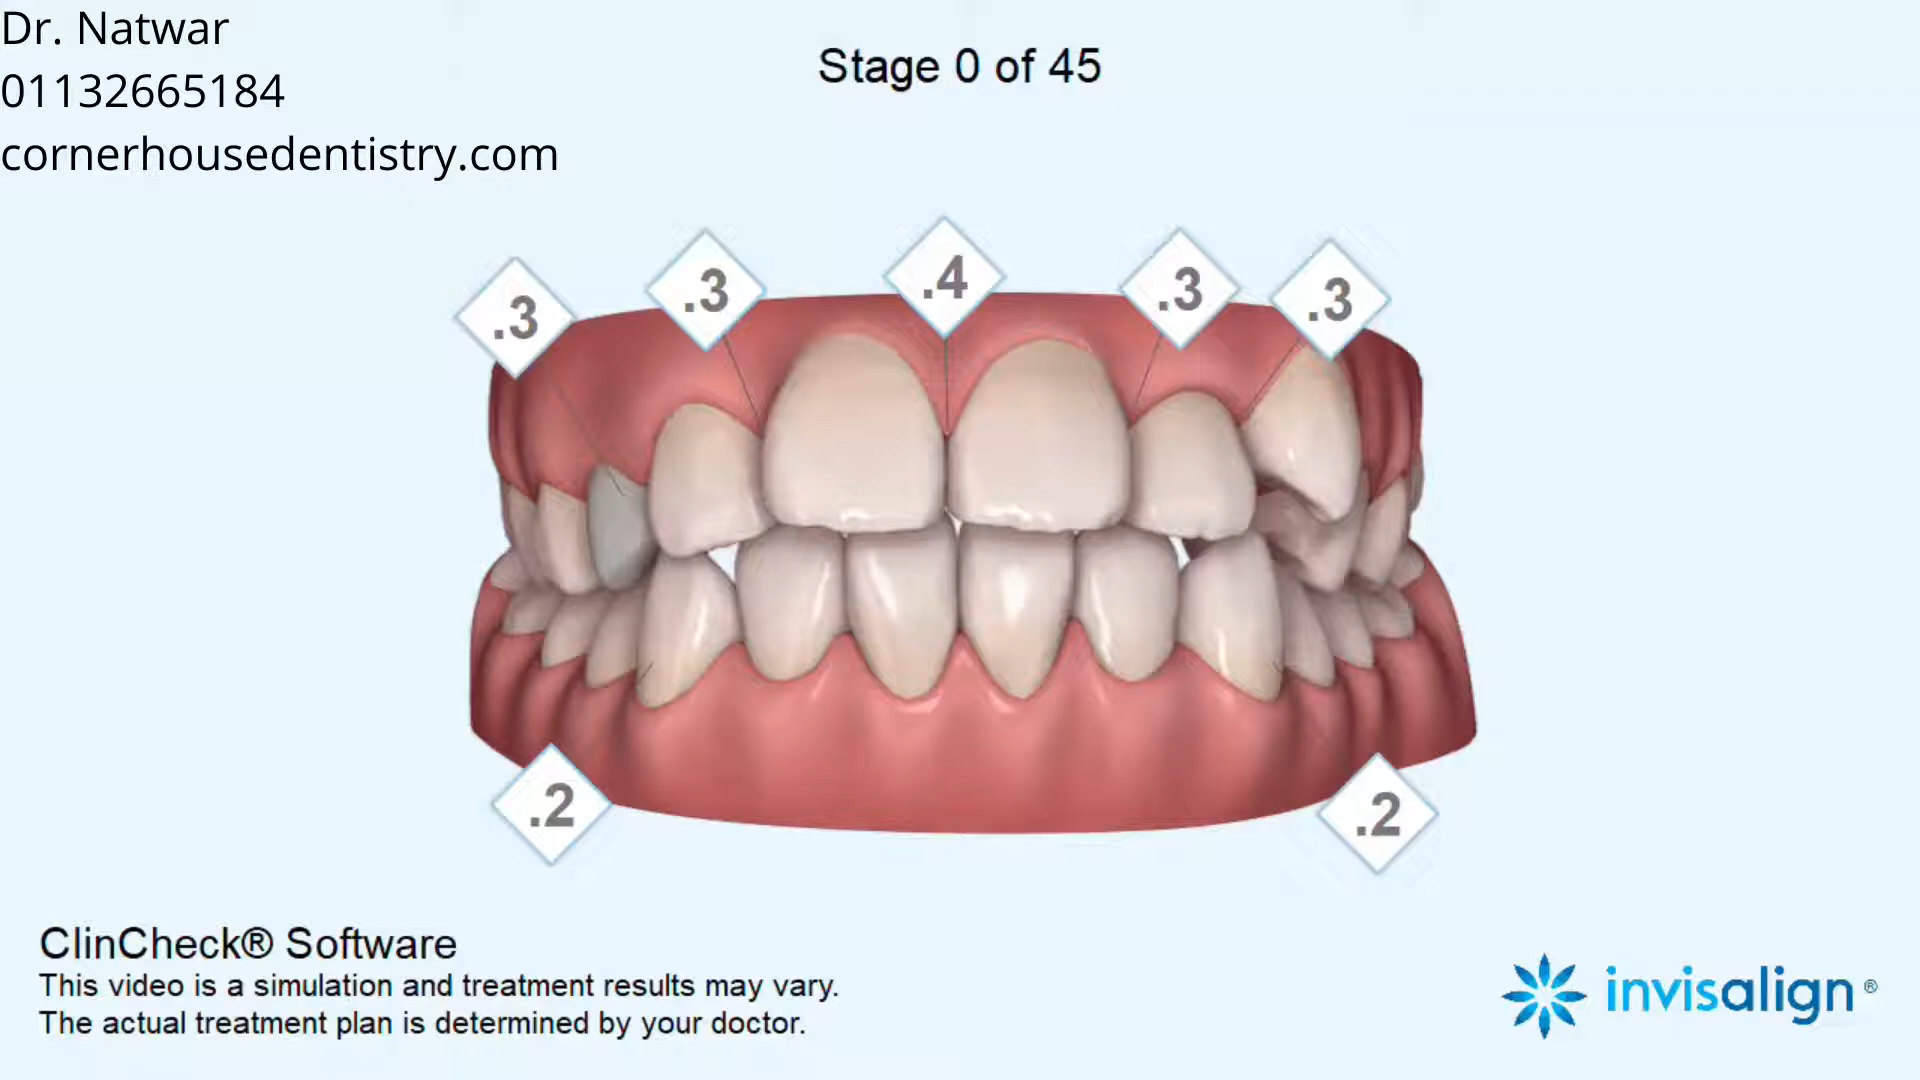 Dr. Natwar
01132665184
cornerhousedentistry.com
Stage 0 of 45
.3
.3
.4
.3
.3
.2
.2
ClinCheck® Software
This video is a simulation and treatment results may vary.
The actual treatment plan is determined by your doctor.
invisalign®